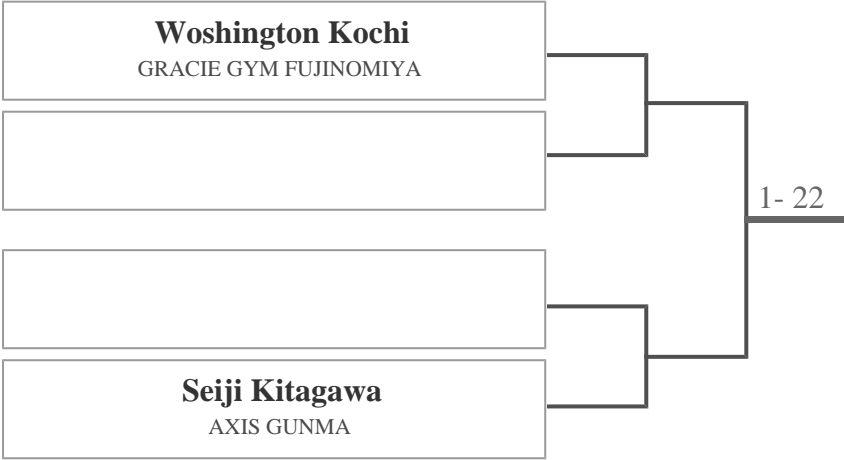 Woshington Kochi
GRACIE GYM FUJINOMIYA
1- 22
Seiji Kitagawa
AXIS GUNMA